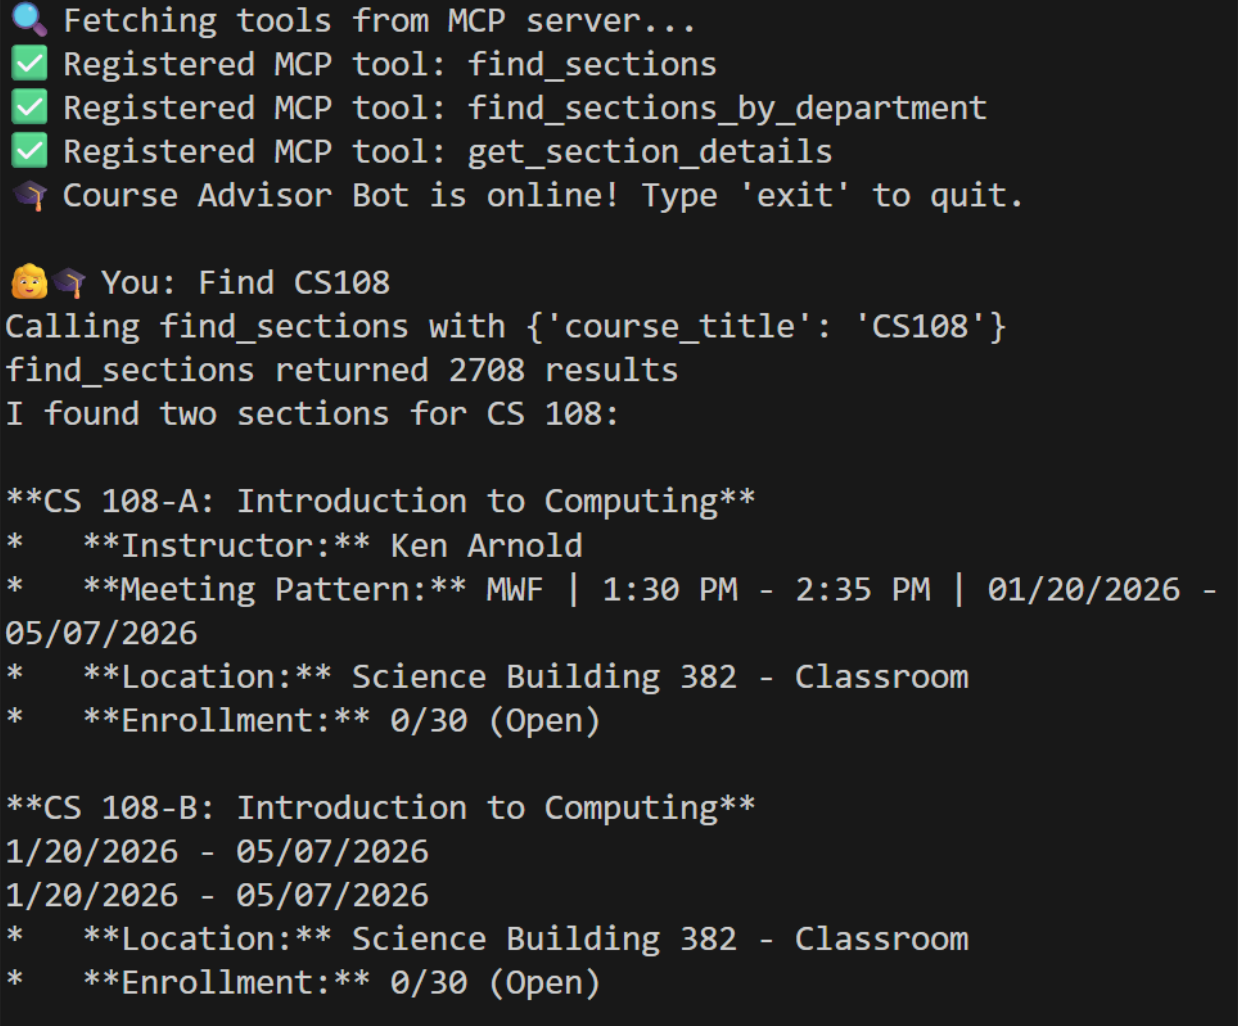 Fetching tools from MCP server...
Registered MCP tool: find_sections
Registered MCP tool: find_sections_by_department
Registered MCP tool: get_section_details
Course Advisor Bot is online! Type 'exit' to quit.
You: Find CS108
Calling find_sections with {'course_title': 'CS108'}
find_sections returned 2708 results
I found two sections for CS 108:
**CS 108-A: Introduction to Computing**
*   **Instructor:** Ken Arnold
*   **Meeting Pattern:** MWF | 1:30 PM - 2:35 PM | 01/20/2026 -
05/07/2026
*   **Location:** Science Building 382 - Classroom
*   **Enrollment:** 0/30 (Open)
**CS 108-B: Introduction to Computing**
1/20/2026 - 05/07/2026
1/20/2026 - 05/07/2026
*   **Location:** Science Building 382 - Classroom
*   **Enrollment:** 0/30 (Open)